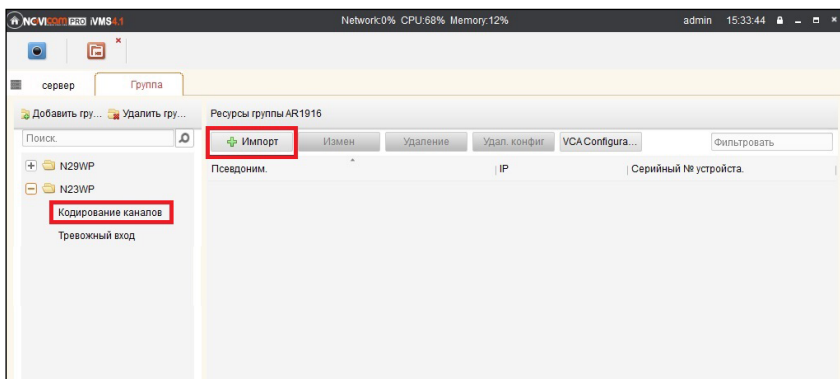 NOVIcam PRO iVMS4.1 Network:0% CPU:68% Memory:12% admin 15:33:44
сервер Группа
Добавить гру... Удалить гру... Ресурсы группы AR1916
Поиск. Импорт Измен Удаление Удал. конфиг VCA Configura... Фильтровать
Псевдоним. IP Серийный № устройства.
N29WP
N23WP
Кодирование каналов
Тревожный вход